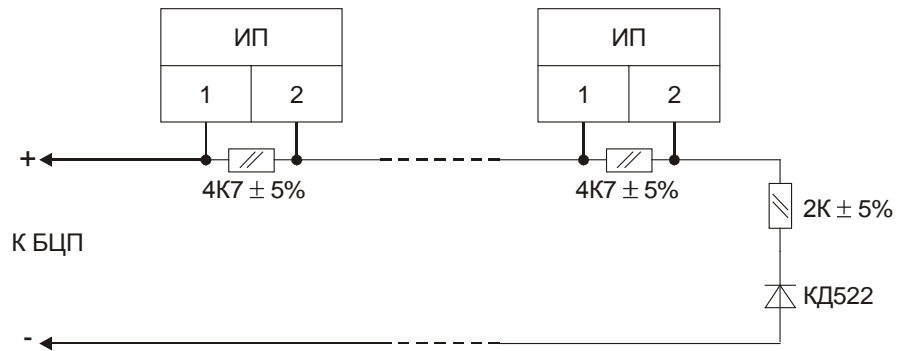 ИП ИП
1 2 1 2
+
4К7 ± 5% 4К7 ± 5%
2К ± 5%
К БЦП
КД522
-